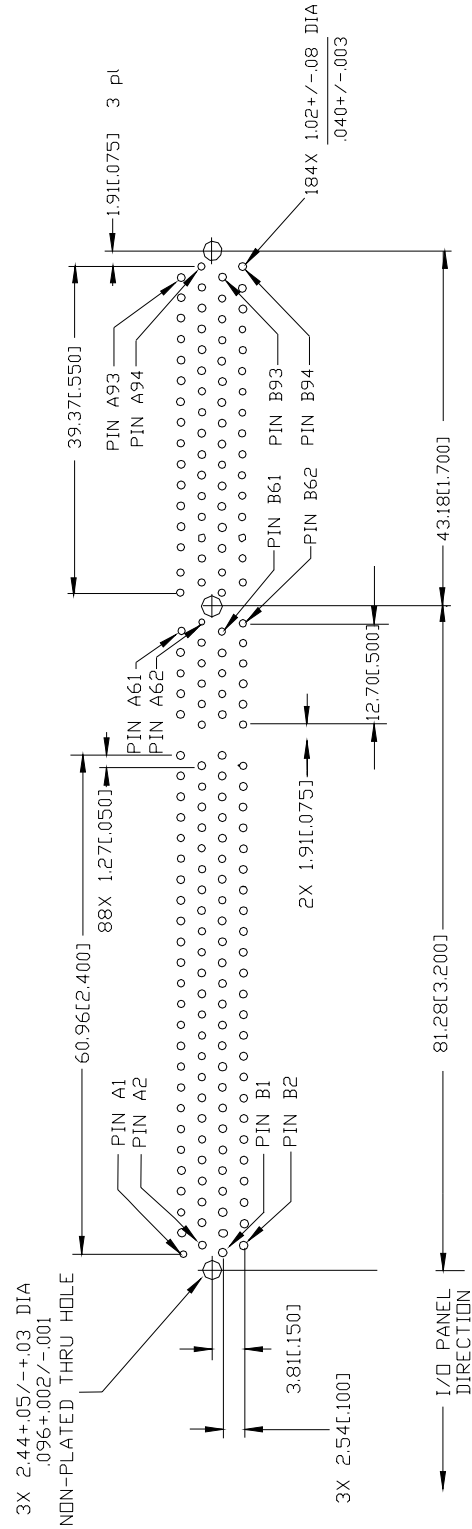 3X 2.44+.05/-+.03 DIA
.096+.002/-.001
NON-PLATED THRU HOLE
60.96[2.400]
88X 1.27[.050]
39.37[.550]
1.91[.075] 3 pl
PIN A1
PIN A2
PIN A61
PIN A62
PIN A93
PIN A94
PIN B1
PIN B2
PIN B61
PIN B62
PIN B93
PIN B94
184X 1.02+/-.08 DIA
.040+/-.003
2X 1.91[.075]
12.70[.500]
3.81[.150]
3X 2.54[.100]
81.28[3.200]
43.18[1.700]
I/O PANEL
DIRECTION